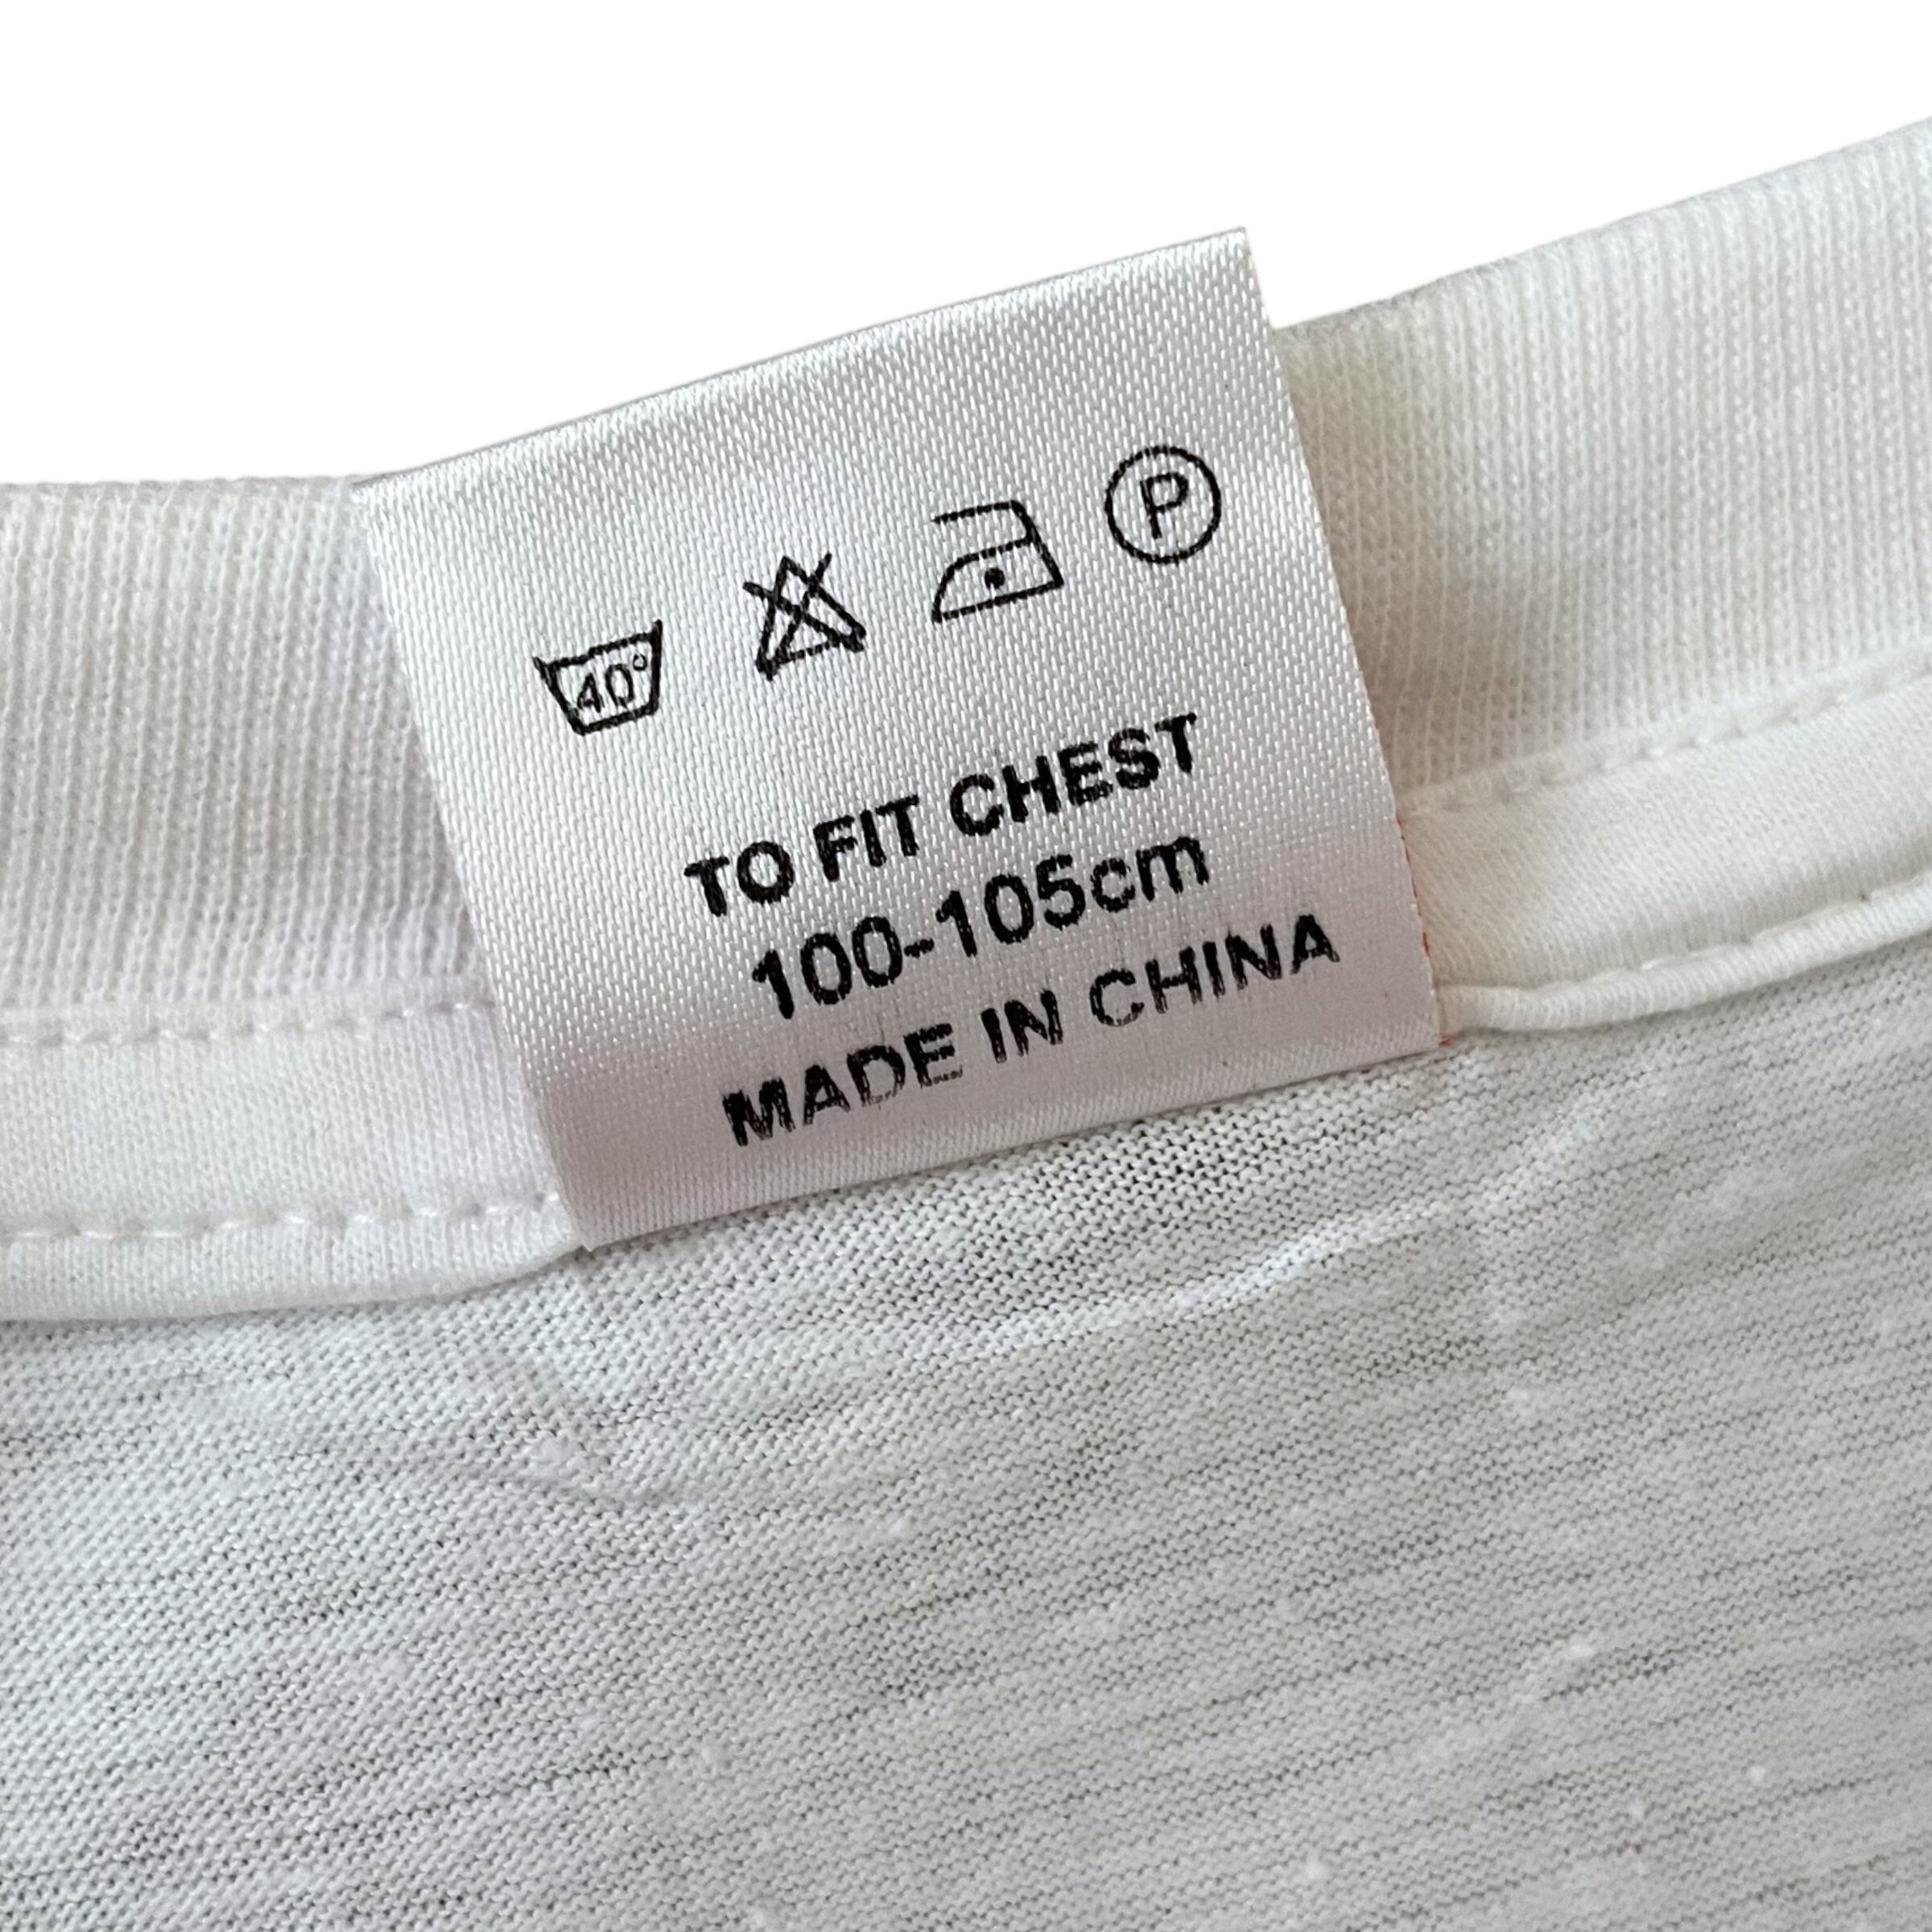 40° P
TO FIT CHEST
100-105cm
MADE IN CHINA